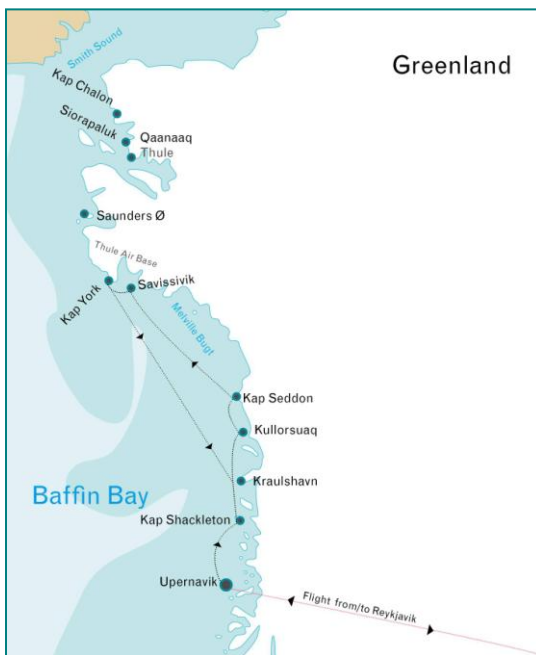 Smith Sound
Greenland
Kap Chalon
Siorapaluk
Qaanaaq
Thule
Saunders Ø
Thule Air Base
Kap York
Savissivik
Melville Bugt
Kap Seddon
Kullorsuaq
Kraulshavn
Baffin Bay
Kap Shackleton
Upernavik
Flight from/to Reykjavik